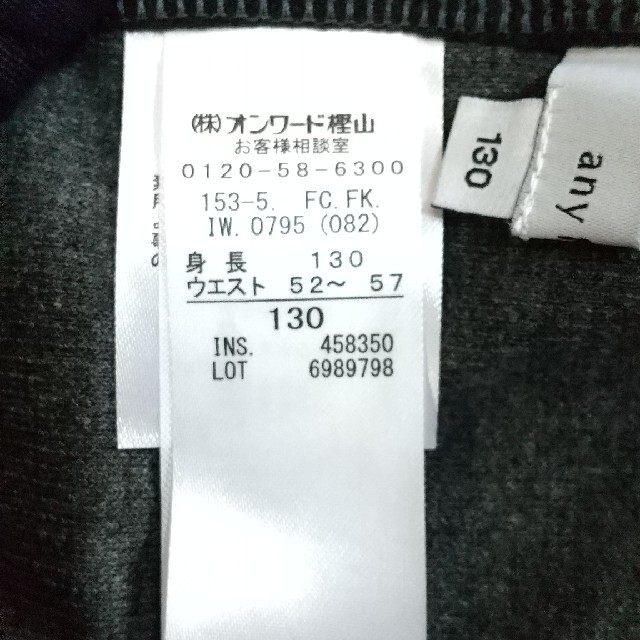 (株)オンワード樫山
お客様相談室
0120-58-6300
153-5. FC.FK.
IW.0795 (082)
身長 130
ウエスト 52〜 57
130
INS. 458350
LOT 6989798
130
any